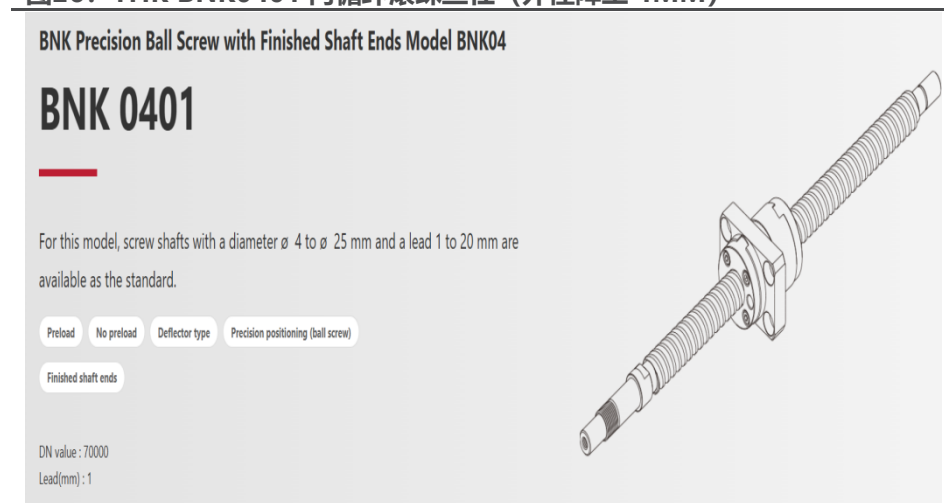 BNK Precision Ball Screw with Finished Shaft Ends Model BNK04
BNK 0401
For this model, screw shafts with a diameter ø 4 to ø 25 mm and a lead 1 to 20 mm are
available as the standard.
Preload No preload Deflector type Precision positioning (ball screw)
Finished shaft ends
DN value : 70000
Lead(mm) : 1